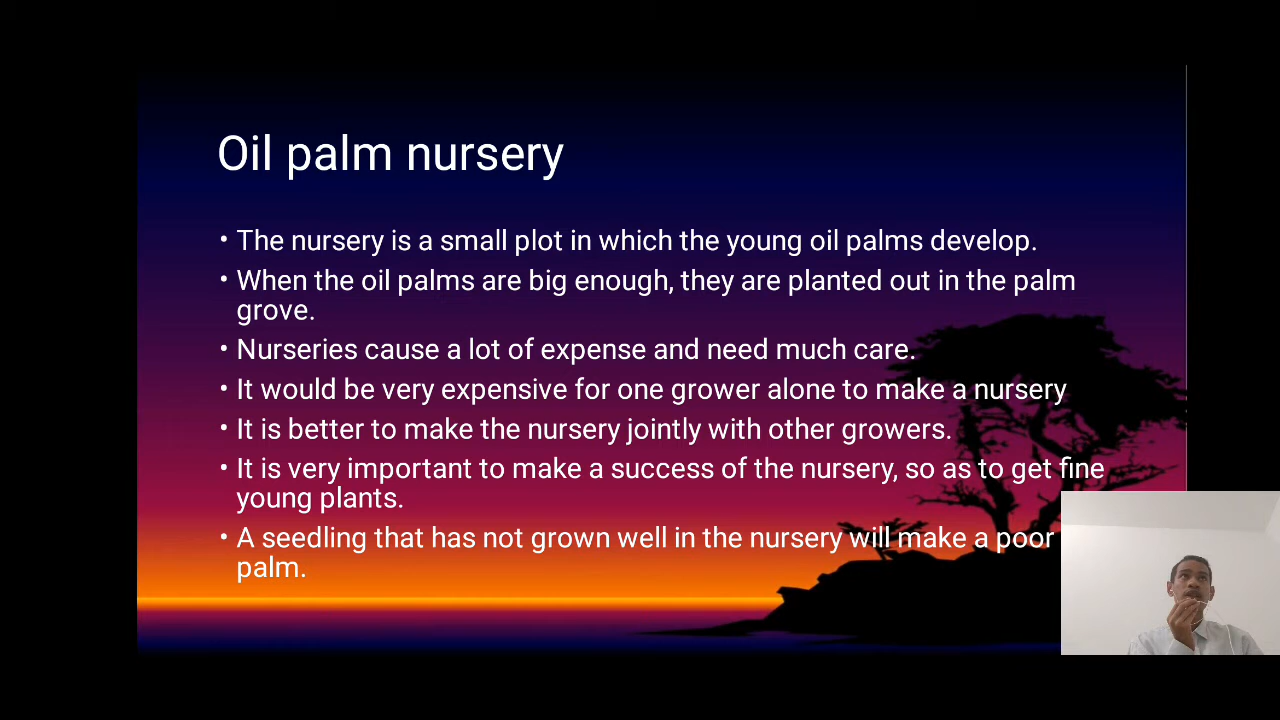 Oil palm nursery
• The nursery is a small plot in which the young oil palms develop.
• When the oil palms are big enough, they are planted out in the palm
grove.
• Nurseries cause a lot of expense and need much care.
• It would be very expensive for one grower alone to make a nursery
• It is better to make the nursery jointly with other growers.
• It is very important to make a success of the nursery, so as to get fine
young plants.
• A seedling that has not grown well in the nursery will make a poor
palm.